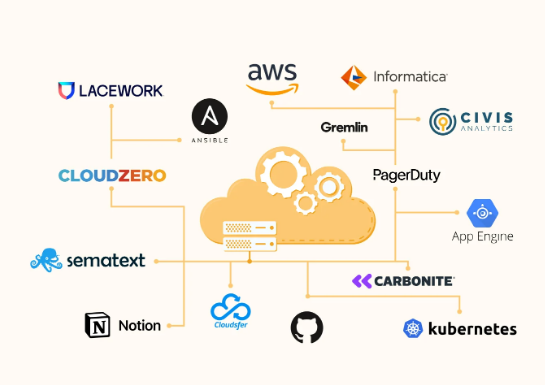 aws
Informatica
LACEWORK
ANSIBLE
Gremlin
CIVIS
ANALYTICS
CLOUDZERO
PagerDuty
App Engine
sematext
CARBONITE
Cloudsfer
N
Notion
kubernetes